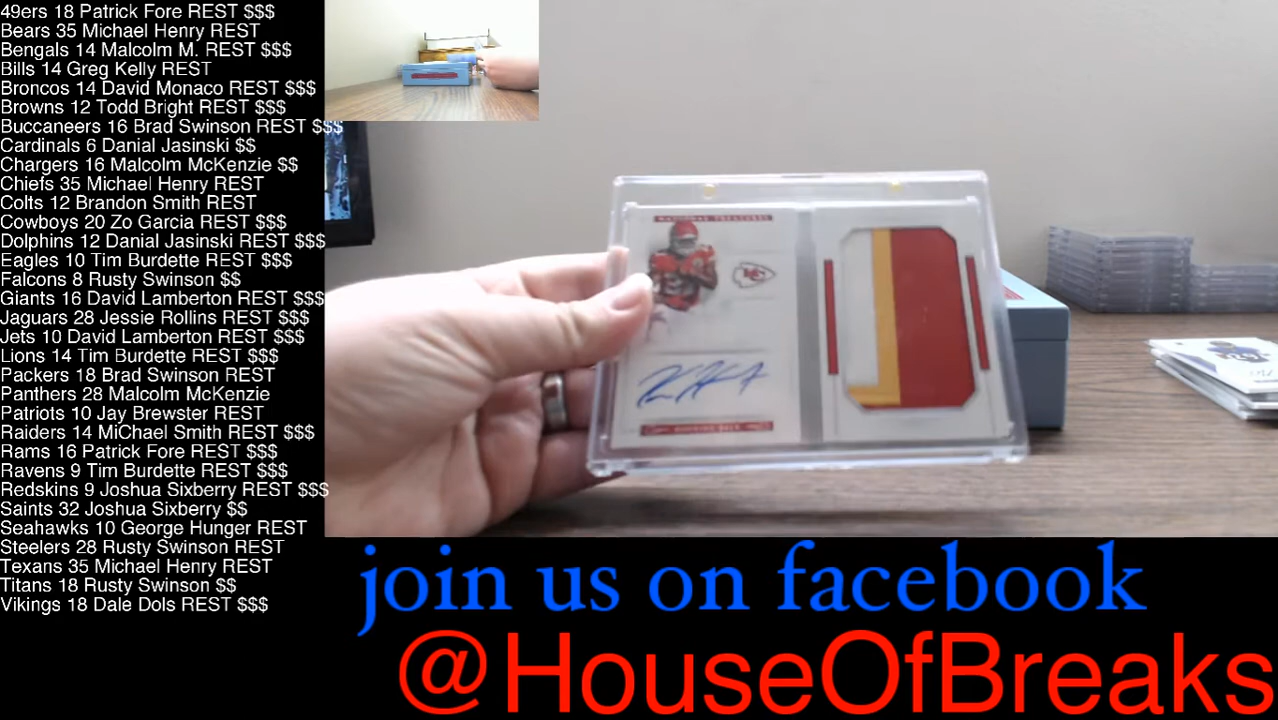 49ers 18 Patrick Fore REST $$$
Bears 35 Michael Henry REST
Bengals 14 Malcolm M. REST $$$
Bills 14 Greg Kelly REST
Broncos 14 David Monaco REST $$$
Browns 12 Todd Bright REST $$$
Buccaneers 16 Brad Swinson REST $$$
Cardinals 6 Danial Jasinski $$
Chargers 16 Malcolm McKenzie $$
Chiefs 35 Michael Henry REST
Colts 12 Brandon Smith REST
Cowboys 20 Zo Garcia REST $$$
Dolphins 12 Danial Jasinski REST $$$
Eagles 10 Tim Burdette REST $$$
Falcons 8 Rusty Swinson $$
Giants 16 David Lamberton REST $$$
Jaguars 28 Jessie Rollins REST $$$
Jets 10 David Lamberton REST $$$
Lions 14 Tim Burdette REST $$$
Packers 18 Brad Swinson REST
Panthers 28 Malcolm McKenzie
Patriots 10 Jay Brewster REST
Raiders 14 MiChael Smith REST $$$
Rams 16 Patrick Fore REST $$$
Ravens 9 Tim Burdette REST $$$
Redskins 9 Joshua Sixberry REST $$$
Saints 32 Joshua Sixberry $$
Seahawks 10 George Hunger REST
Steelers 28 Rusty Swinson REST
Texans 35 Michael Henry REST
Titans 18 Rusty Swinson $$
Vikings 18 Dale Dols REST $$$
NATIONAL TREASURES
KC
RUNNING BACK
join us on facebook
@HouseOfBreaks